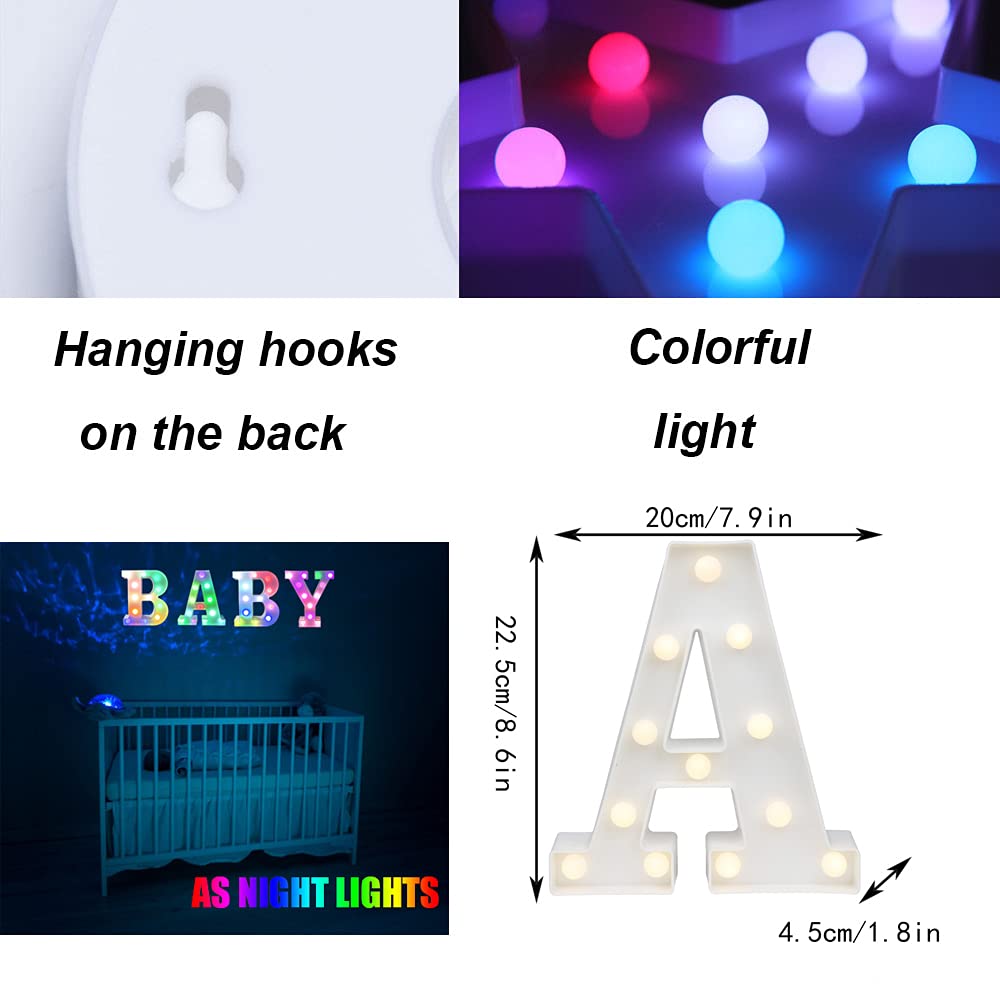 Hanging hooks
on the back
Colorful
light
BABY
AS NIGHT LIGHTS
20cm/7.9in
22.5cm/8.6in
A
4.5cm/1.8in